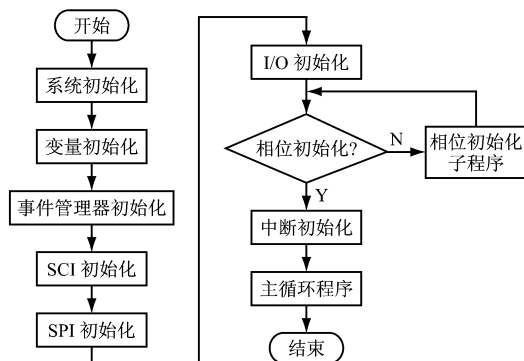 开始
系统初始化
变量初始化
事件管理器初始化
SCI 初始化
SPI 初始化
I/O 初始化
相位初始化?
N
相位初始化
子程序
Y
中断初始化
主循环程序
结束